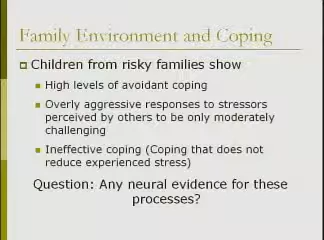 Family Environment and Coping
Children from risky families show
High levels of avoidant coping
Overly aggressive responses to stressors
perceived by others to be only moderately
challenging
Ineffective coping (Coping that does not
reduce experienced stress)
Question: Any neural evidence for these
processes?